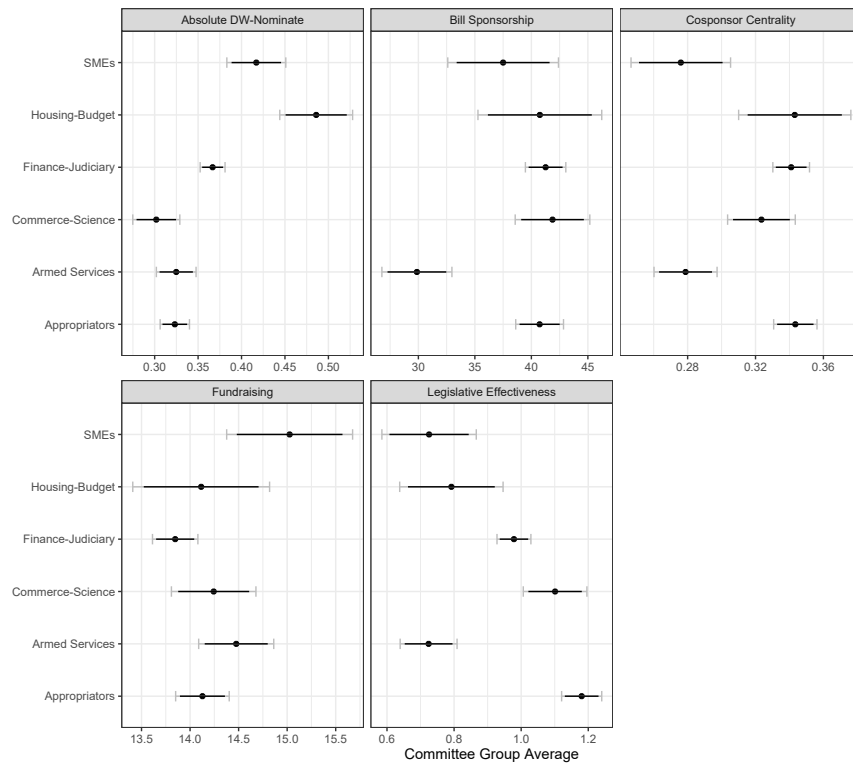 Absolute DW-Nominate Bill Sponsorship Cosponsor Centrality
SMEs
Housing-Budget
Finance-Judiciary
Commerce-Science
Armed Services
Appropriators
0.30 0.35 0.40 0.45 0.50 30 35 40 45 0.28 0.32 0.36
Fundraising Legislative Effectiveness
SMEs
Housing-Budget
Finance-Judiciary
Commerce-Science
Armed Services
Appropriators
13.5 14.0 14.5 15.0 15.5 0.6 0.8 1.0 1.2
Committee Group Average